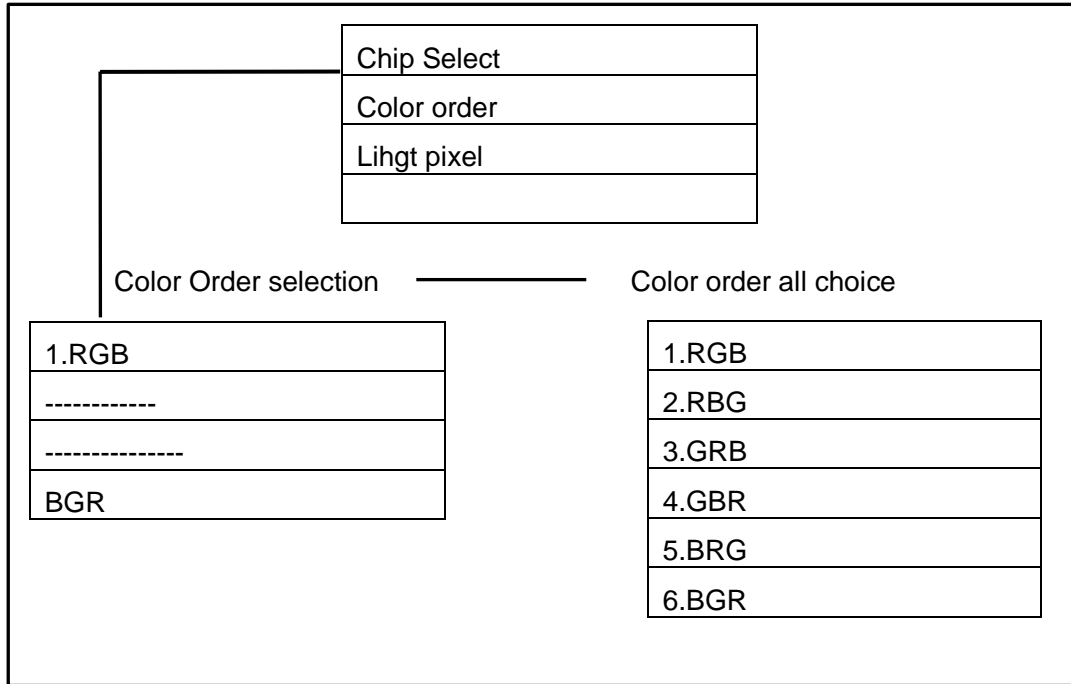 Chip Select
Color order
Lihgt pixel
Color Order selection
Color order all choice
1.RGB
------------
---------------
BGR
1.RGB
2.RBG
3.GRB
4.GBR
5.BRG
6.BGR